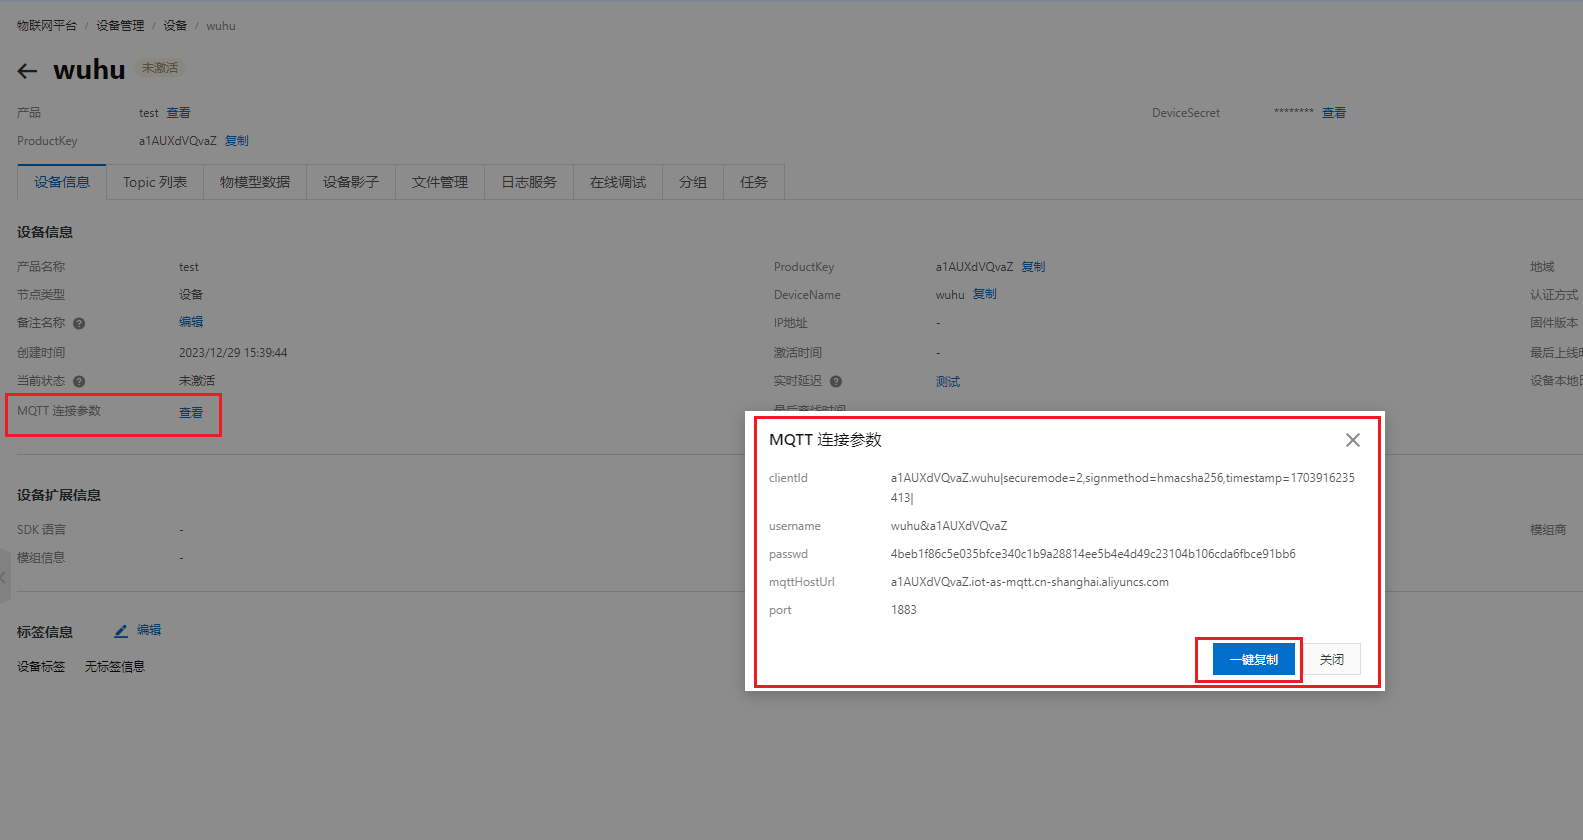 物联网平台 / 设备管理 / 设备 / wuhu
wuhu 未激活
产品 test 查看 DeviceSecret ******** 查看
ProductKey a1AUXdVQvaZ 复制
设备信息 Topic 列表 物模型数据 设备影子 文件管理 日志服务 在线调试 分组 任务
设备信息
产品名称 test ProductKey a1AUXdVQvaZ 复制 地域
节点类型 设备 DeviceName wuhu 复制 认证方式
备注名称 编辑 IP地址 - 固件版本
创建时间 2023/12/29 15:39:44 激活时间 - 最后上线
当前状态 未激活 实时延迟 测试 设备本地
MQTT 连接参数 查看
MQTT 连接参数
clientId a1AUXdVQvaZ.wuhu|securemode=2,signmethod=hmacsha256,timestamp=1703916235
413|
username wuhu&a1AUXdVQvaZ
passwd 4beb1f86c5e035bfce340c1b9a28814ee5b4e4d49c23104b106cda6fbce91bb6
mqttHostUrl a1AUXdVQvaZ.iot-as-mqtt.cn-shanghai.aliyuncs.com
port 1883
一键复制 关闭
设备扩展信息
SDK 语言 - 模组商
模组信息 -
标签信息 编辑
设备标签 无标签信息